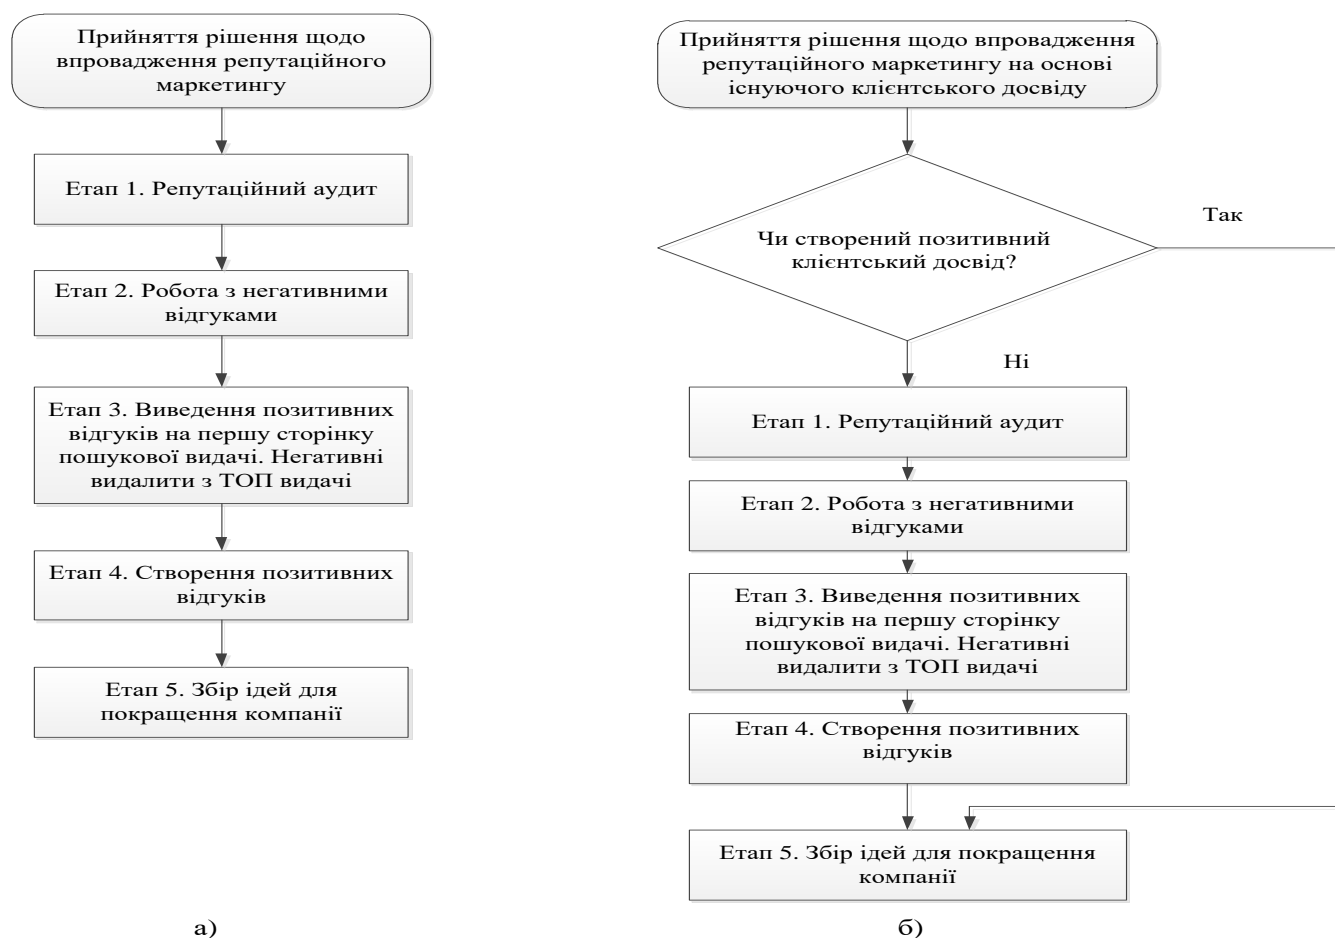 Прийняття рішення щодо
впровадження репутаційного
маркетингу
Етап 1. Репутаційний аудит
Етап 2. Робота з негативними
відгуками
Етап 3. Виведення позитивних
відгуків на першу сторінку
пошукової видачі. Негативні
видалити з ТОП видачі
Етап 4. Створення позитивних
відгуків
Етап 5. Збір ідей для
покращення компанії
а)
Прийняття рішення щодо впровадження
репутаційного маркетингу на основі
існуючого клієнтського досвіду
Чи створений позитивний
клієнтський досвід?
Так
Ні
Етап 1. Репутаційний аудит
Етап 2. Робота з негативними
відгуками
Етап 3. Виведення позитивних
відгуків на першу сторінку
пошукової видачі. Негативні
видалити з ТОП видачі
Етап 4. Створення позитивних
відгуків
Етап 5. Збір ідей для покращення
компанії
б)